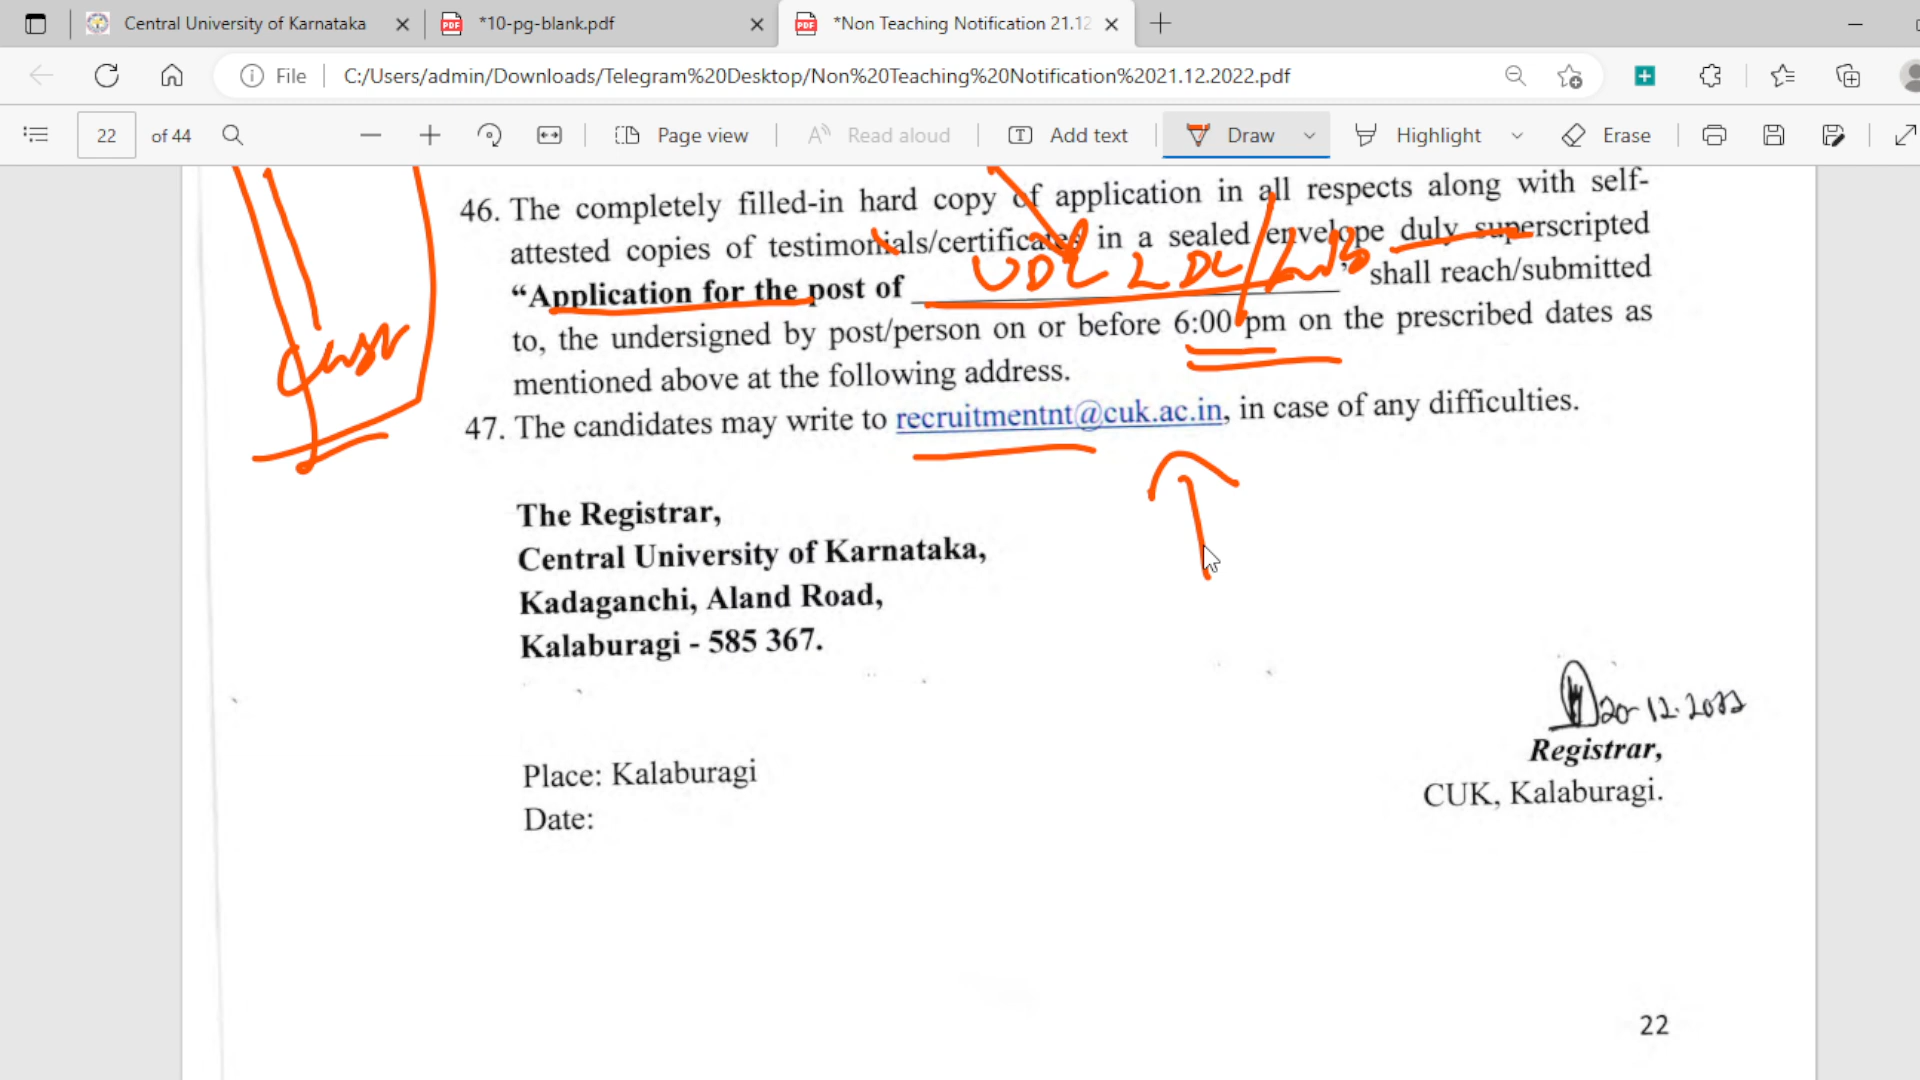 Central University of Karnataka
*10-pg-blank.pdf
*Non Teaching Notification 21.12
File
C:/Users/admin/Downloads/Telegram%20Desktop/Non%20Teaching%20Notification%2021.12.2022.pdf
22 of 44
Page view
Read aloud
Add text
Draw
Highlight
Erase
46. The completely filled-in hard copy of application in all respects along with self-
attested copies of testimonials/certificates in a sealed envelope duly superscripted
“Application for the post of UDC LDC/ ” shall reach/submitted
to, the undersigned by post/person on or before 6:00 pm on the prescribed dates as
mentioned above at the following address.
47. The candidates may write to recruitmentnt@cuk.ac.in, in case of any difficulties.
The Registrar,
Central University of Karnataka,
Kadaganchi, Aland Road,
Kalaburagi - 585 367.
20-12-2022
Registrar,
CUK, Kalaburagi.
Place: Kalaburagi
Date:
22